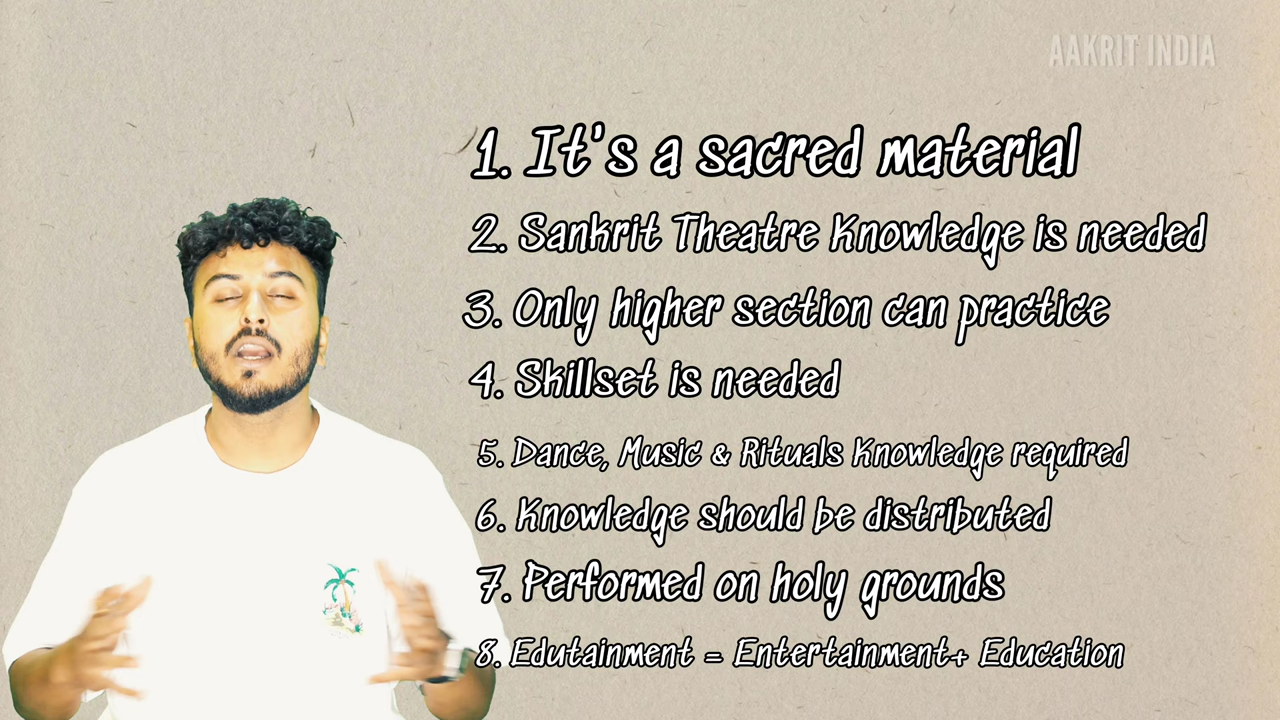 AAKRIT INDIA
1. It's a sacred material
2. Sankrit Theatre Knowledge is needed
3. Only higher section can practice
4. Skillset is needed
5. Dance, Music & Rituals Knowledge required
6. Knowledge should be distributed
7. Performed on holy grounds
8. Edutainment = Entertainment+ Education